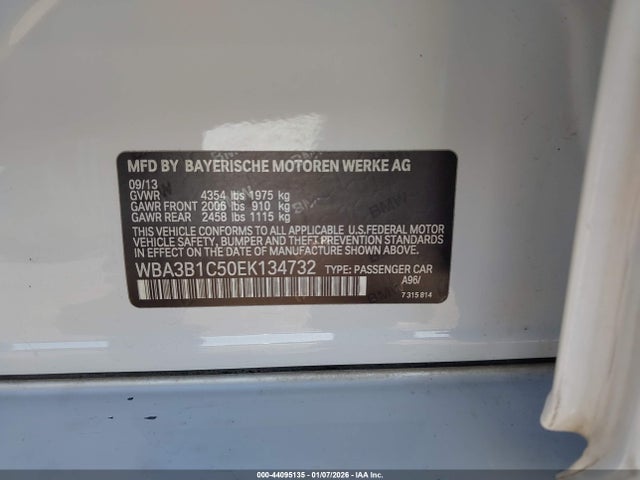 MFD BY BAYERISCHE MOTOREN WERKE AG
09/13
GVWR 4354 lbs 1975 kg
GAWR FRONT 2006 lbs 910 kg
GAWR REAR 2458 lbs 1115 kg
THIS VEHICLE CONFORMS TO ALL APPLICABLE U.S.FEDERAL MOTOR
VEHICLE SAFETY, BUMPER AND THEFT PREVENTION STANDARDS IN
EFFECT ON THE DATE OF MANUFACTURE SHOWN ABOVE.
WBA3B1C50EK134732 TYPE: PASSENGER CAR
A96/
7 315 814
000-44095135 - 01/07/2026 - IAAI Inc.